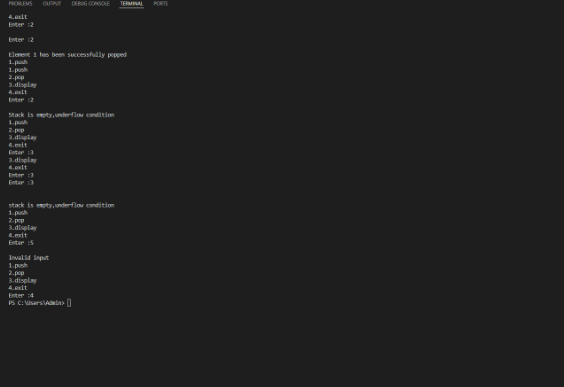 PROBLEMS OUTPUT DEBUG CONSOLE TERMINAL PORTS
4.exit
Enter :2
Enter :2
Element 1 has been successfully popped
1.push
1.push
2.pop
3.display
4.exit
Enter :2
Stack is empty,underflow condition
1.push
2.pop
3.display
4.exit
Enter :3
3.display
4.exit
Enter :3
Enter :3
stack is empty,underflow condition
1.push
2.pop
3.display
4.exit
Enter :5
Invalid input
1.push
2.pop
3.display
4.exit
Enter :4
PS C:\Users\Admin>